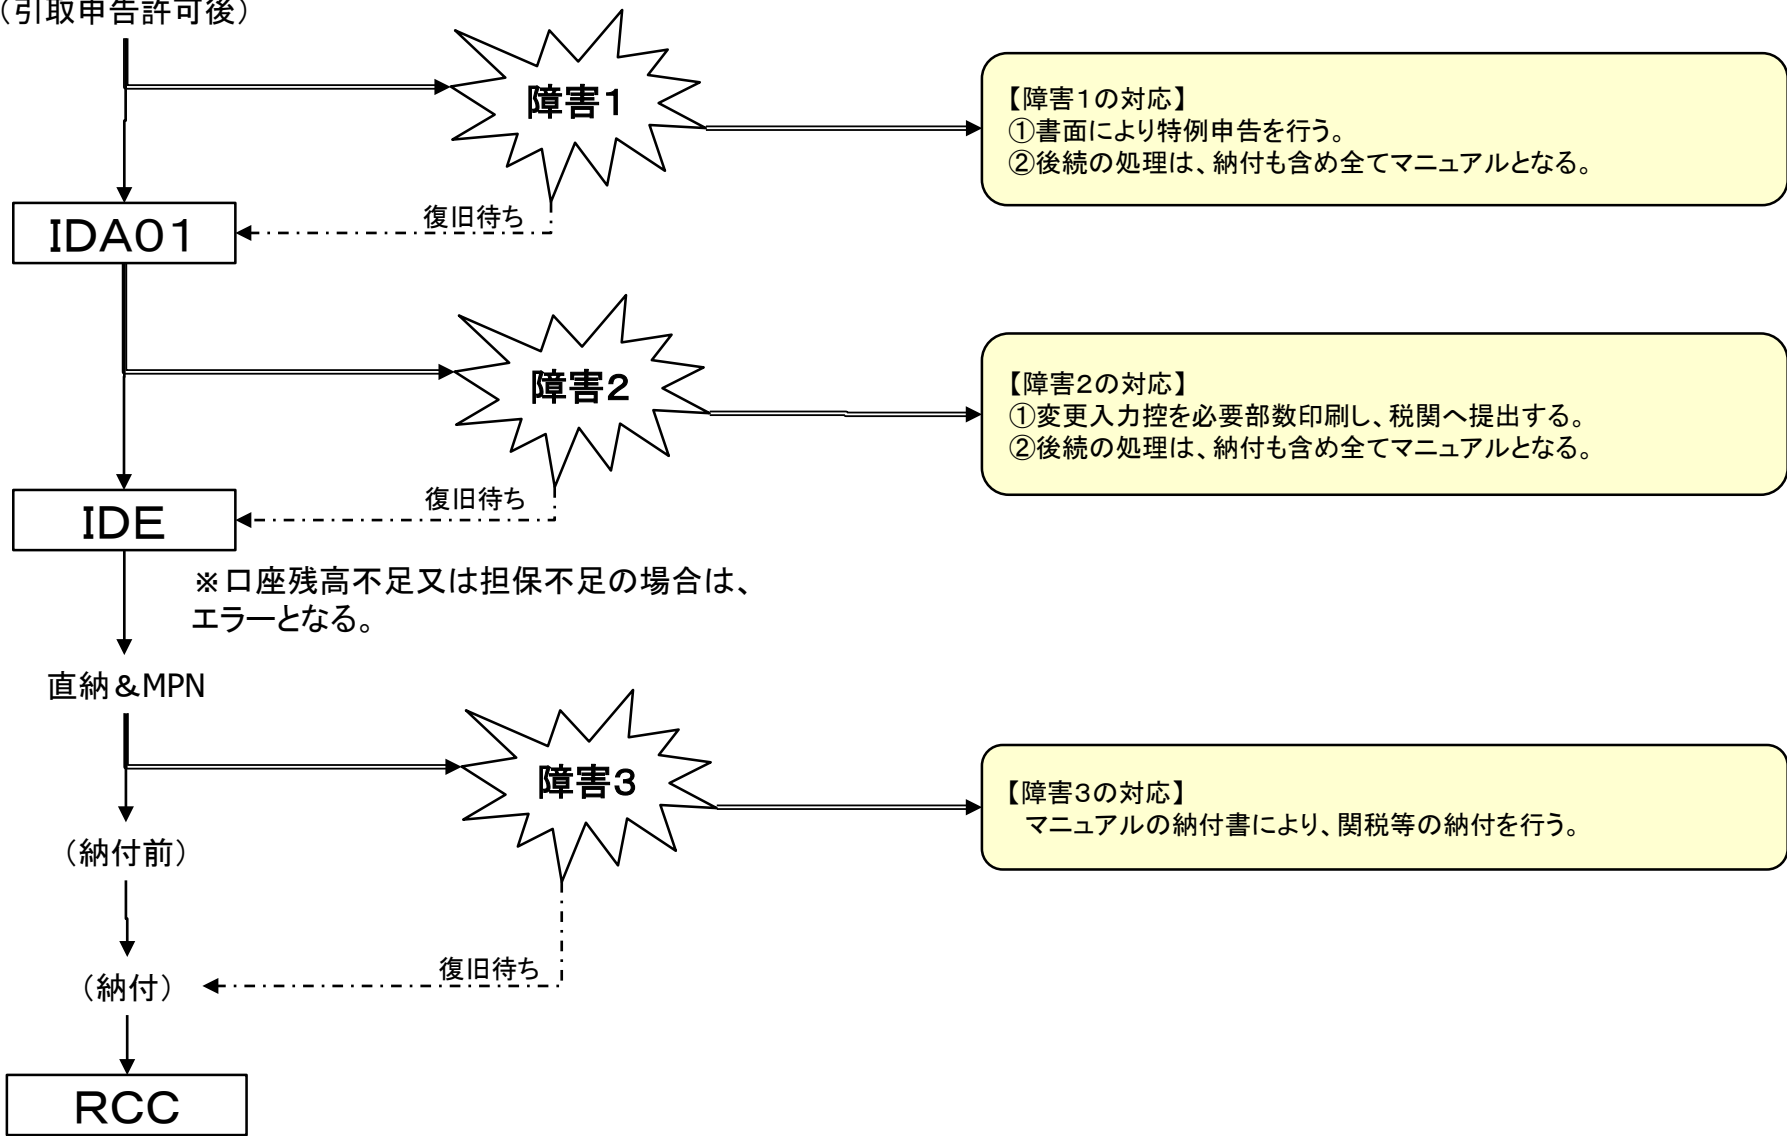 （引取申告許可後）
障害１
【障害１の対応】
①書面により特例申告を行う。
②後続の処理は、納付も含め全てマニュアルとなる。
復旧待ち
ＩＤＡ０１
障害２
【障害２の対応】
①変更入力控を必要部数印刷し、税関へ提出する。
②後続の処理は、納付も含め全てマニュアルとなる。
復旧待ち
ＩＤＥ
※口座残高不足又は担保不足の場合は、
エラーとなる。
直納＆MPN
障害３
【障害３の対応】
マニュアルの納付書により、関税等の納付を行う。
（納付前）
復旧待ち
（納付）
ＲＣＣ